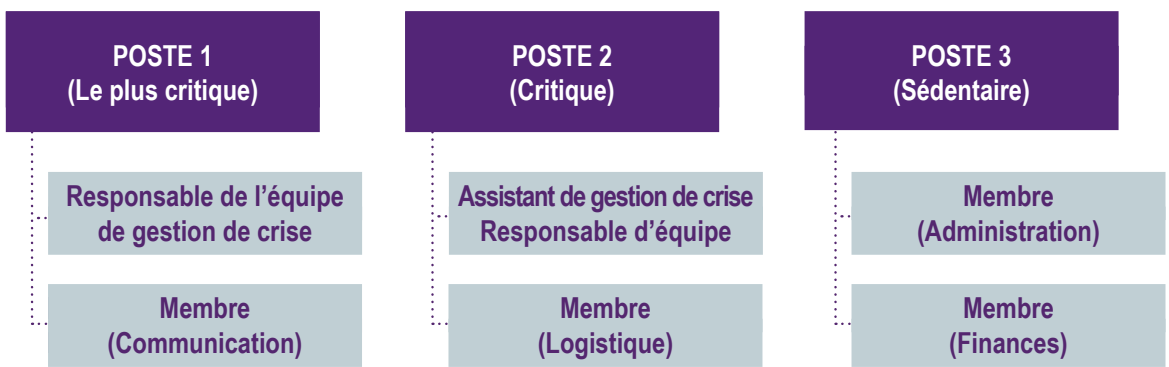 POSTE 1
(Le plus critique)
Responsable de l’équipe
de gestion de crise
Membre
(Communication)
POSTE 2
(Critique)
Assistant de gestion de crise
Responsable d’équipe
Membre
(Logistique)
POSTE 3
(Sédentaire)
Membre
(Administration)
Membre
(Finances)